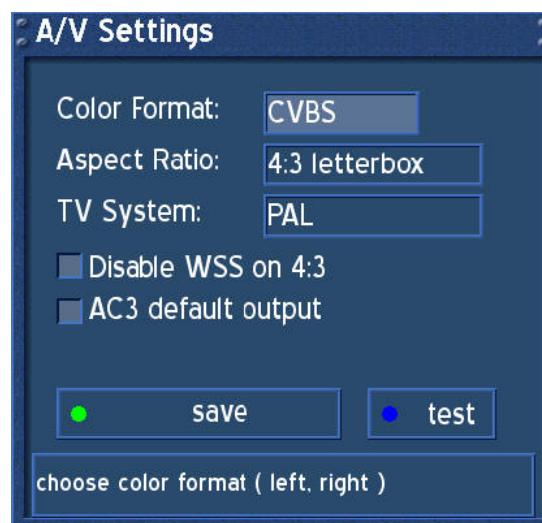 A/V Settings
Color Format: CVBS
Aspect Ratio: 4:3 letterbox
TV System: PAL
Disable WSS on 4:3
AC3 default output
save test
choose color format ( left, right )